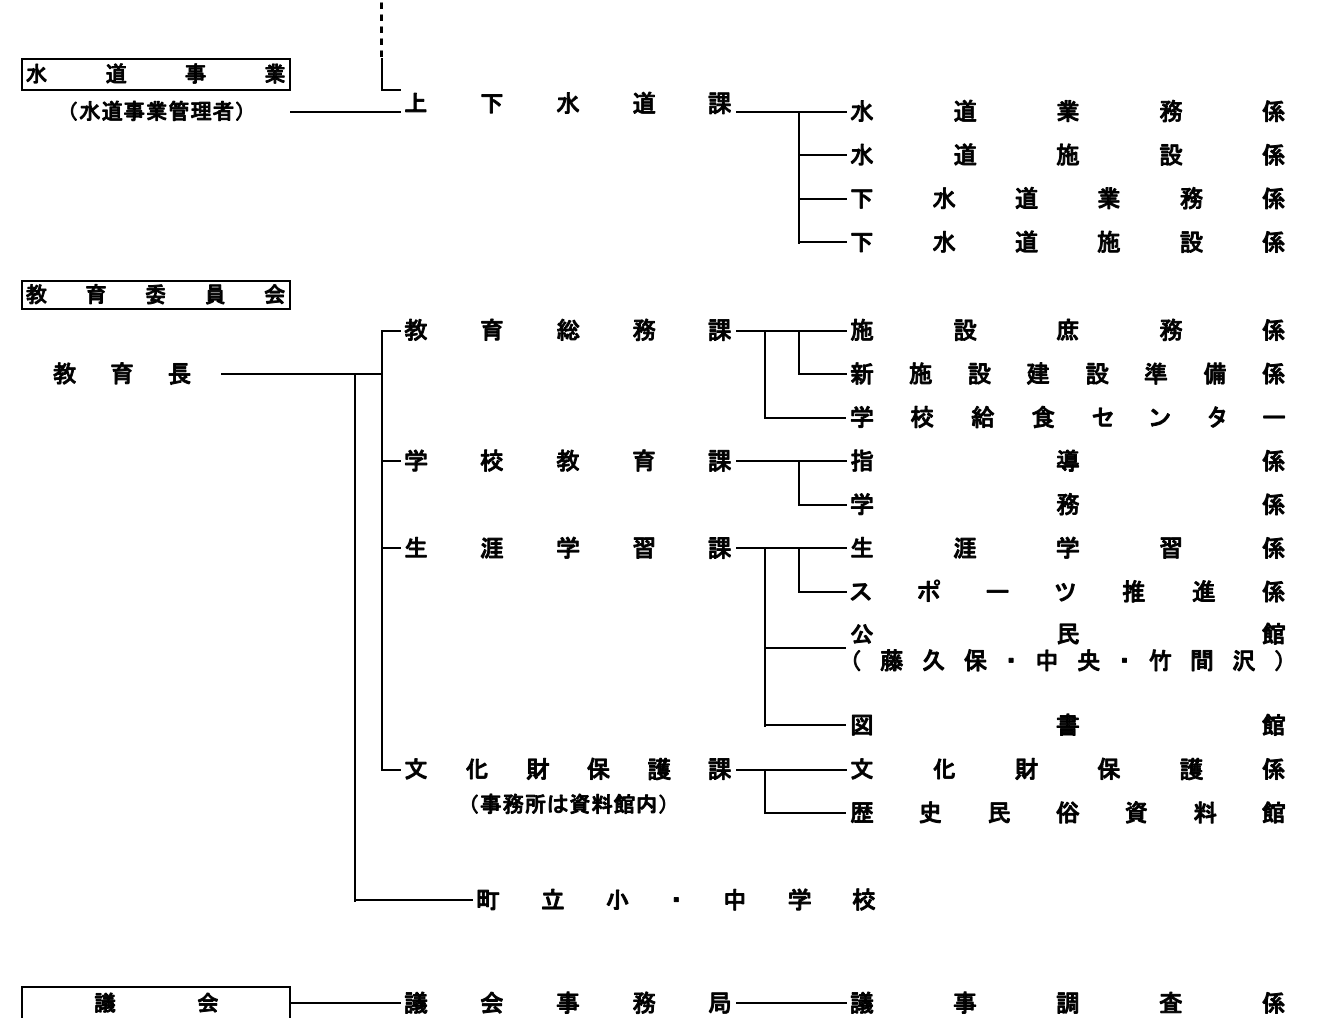 水道事業
（水道事業管理者）
上下水道課
水道業務係
水道施設係
下水道業務係
下水道施設係
教育委員会
教育総務課
施設庶務係
教育長
新施設建設準備係
学校給食センター
学校教育課
指導係
学務係
生涯学習課
生涯学習係
スポーツ推進係
公民館
（藤久保・中央・竹間沢）
図書館
文化財保護課
文化財保護係
（事務所は資料館内）
歴史民俗資料館
町立小・中学校
議会
議会事務局
議事調査係